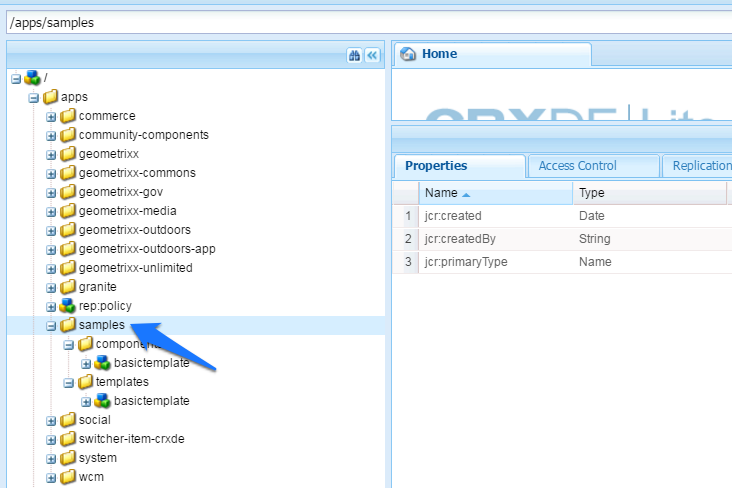 /apps/samples
Home
/
apps
commerce
community-components
geometrixx
geometrixx-commons
geometrixx-gov
geometrixx-media
geometrixx-outdoors
geometrixx-outdoors-app
geometrixx-unlimited
granite
rep:policy
samples
components
basictemplate
templates
basictemplate
social
switcher-item-crxde
system
wcm
CRXDE | Lite
Properties Access Control Replication
Name Type
1 jcr:created Date
2 jcr:createdBy String
3 jcr:primaryType Name